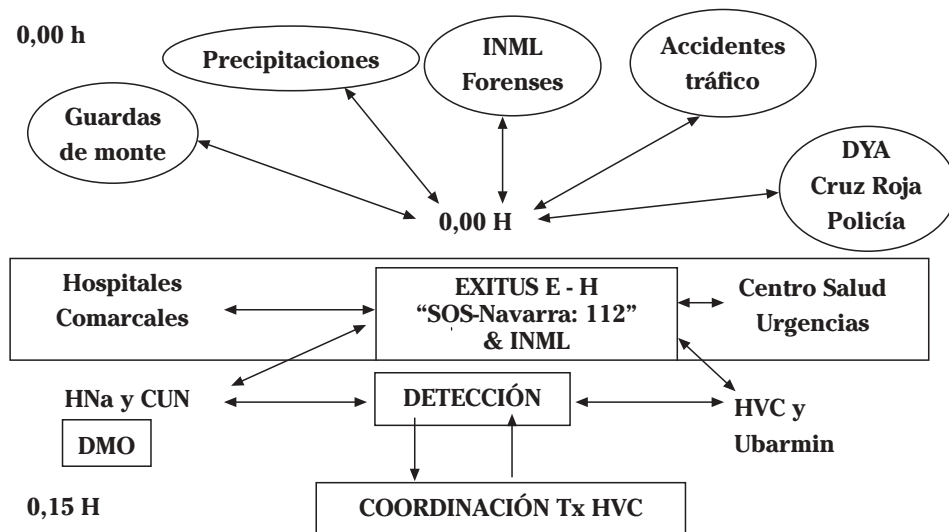 0,00 h
Precipitaciones
INML
Forenses
Accidentes
tráfico
Guardas
de monte
DYA
Cruz Roja
Policía
0,00 H
Hospitales
Comarcales
EXITUS E - H
“SOS-Navarra: 112”
& INML
Centro Salud
Urgencias
HNa y CUN
DMO
DETECCIÓN
HVC y
Ubarmin
0,15 H
COORDINACIÓN Tx HVC